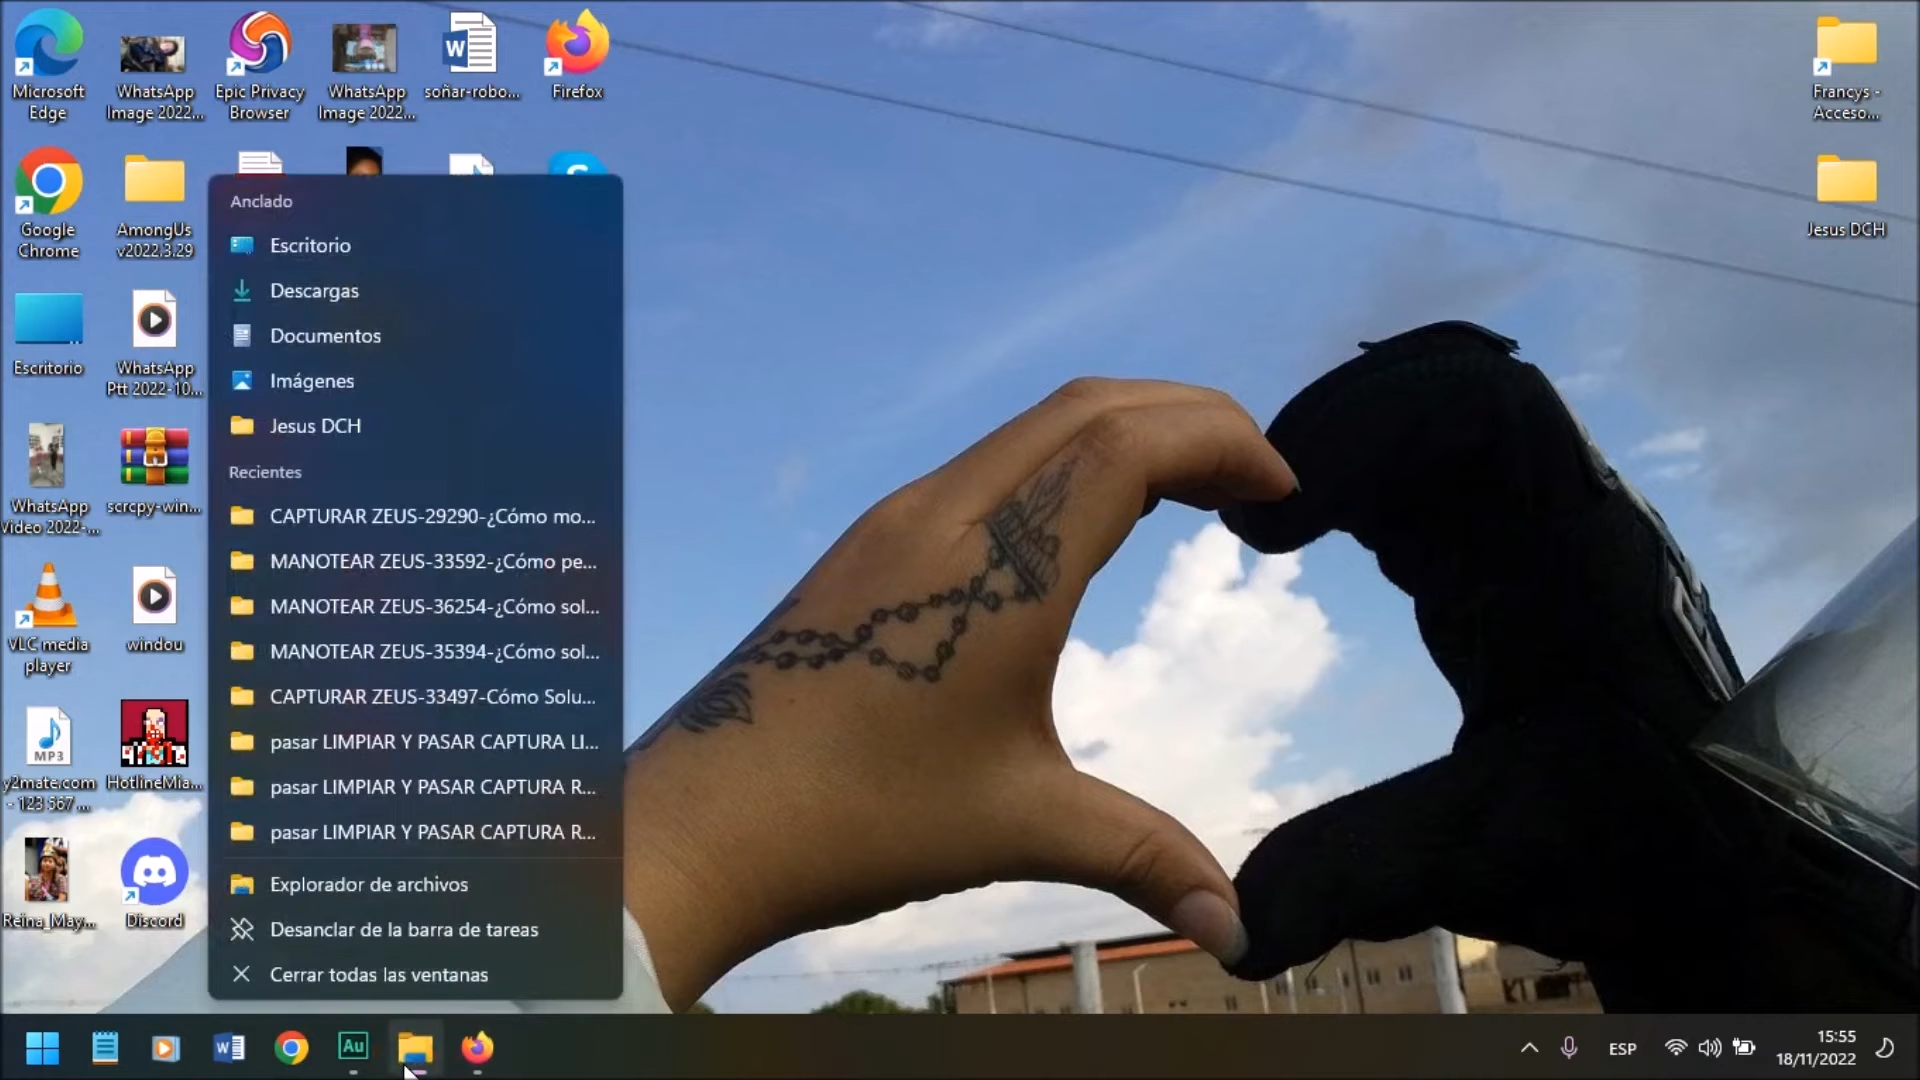 Microsoft
Edge
WhatsApp
Image 2022...
Epic Privacy
Browser
WhatsApp
Image 2022...
W
soñar-robo...
Firefox
Francys -
Acceso...
Google
Chrome
AmongUs
v2022.3.29
Jesus DCH
Escritorio
WhatsApp
Ptt 2022-10...
WhatsApp
Video 2022-...
scrcpy-win...
VLC media
player
windou
MP3
y2mate.com
- 123 567 ...
HotlineMia...
Reina_May...
Discord
Anclado
Escritorio
Descargas
Documentos
Imágenes
Jesus DCH
Recientes
CAPTURAR ZEUS-29290-¿Cómo mo...
MANOTEAR ZEUS-33592-¿Cómo pe...
MANOTEAR ZEUS-36254-¿Cómo sol...
MANOTEAR ZEUS-35394-¿Cómo sol...
CAPTURAR ZEUS-33497-Cómo Solu...
pasar LIMPIAR Y PASAR CAPTURA LI...
pasar LIMPIAR Y PASAR CAPTURA R...
pasar LIMPIAR Y PASAR CAPTURA R...
Explorador de archivos
Desanclar de la barra de tareas
Cerrar todas las ventanas
W
Au
ESP
15:55
18/11/2022